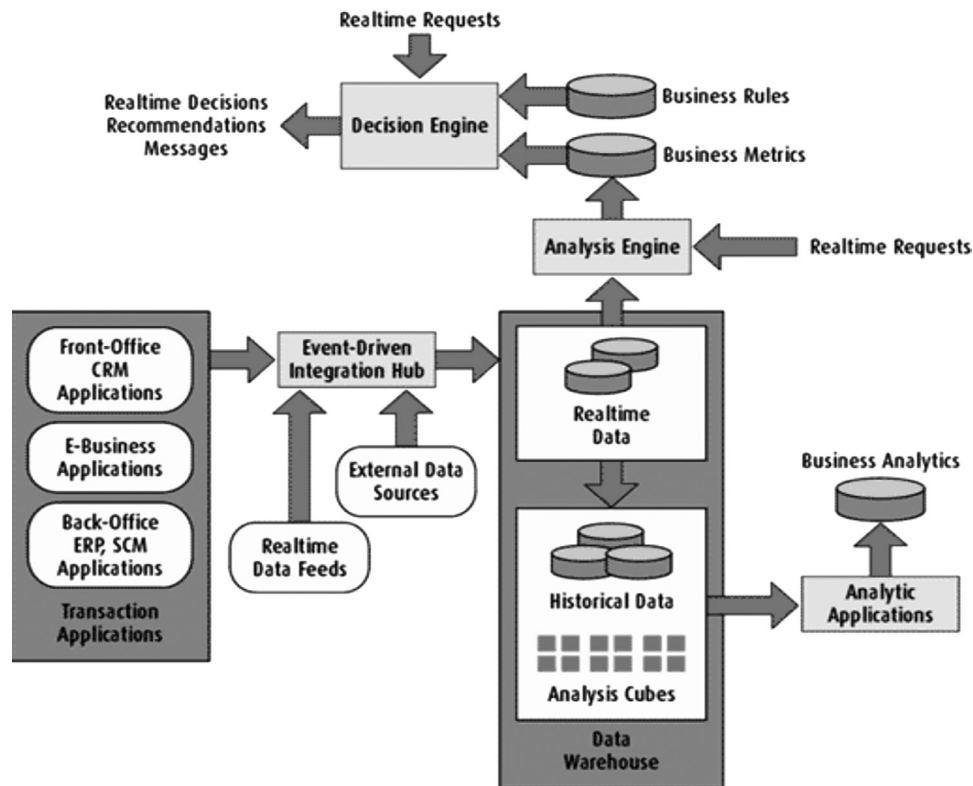 Realtime Requests
Realtime Decisions
Recommendations
Messages
Decision Engine
Business Rules
Business Metrics
Analysis Engine
Realtime Requests
Front-Office
CRM
Applications
E-Business
Applications
Back-Office
ERP, SCM
Applications
Transaction
Applications
Event-Driven
Integration Hub
Realtime
Data Feeds
External Data
Sources
Realtime
Data
Historical Data
Analysis Cubes
Data
Warehouse
Business Analytics
Analytic
Applications